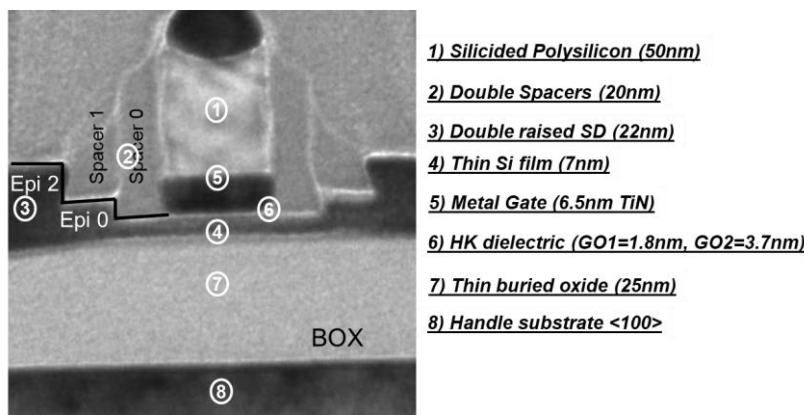 1
2
3
4
5
6
7
8
Spacer 1
Spacer 0
Epi 2
Epi 0
BOX
1) Silicided Polysilicon (50nm)
2) Double Spacers (20nm)
3) Double raised SD (22nm)
4) Thin Si film (7nm)
5) Metal Gate (6.5nm TiN)
6) HK dielectric (GO1=1.8nm, GO2=3.7nm)
7) Thin buried oxide (25nm)
8) Handle substrate <100>